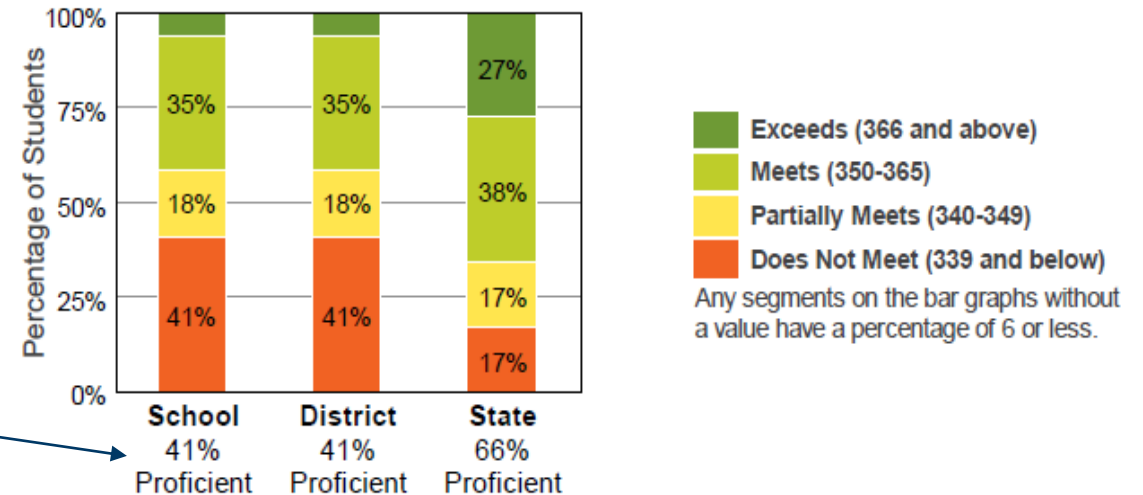 Percentage of Students
100%
75%
50%
25%
0%
35%
18%
41%
35%
18%
41%
27%
38%
17%
17%
School
41%
Proficient
District
41%
Proficient
State
66%
Proficient
Exceeds (366 and above)
Meets (350-365)
Partially Meets (340-349)
Does Not Meet (339 and below)
Any segments on the bar graphs without
a value have a percentage of 6 or less.